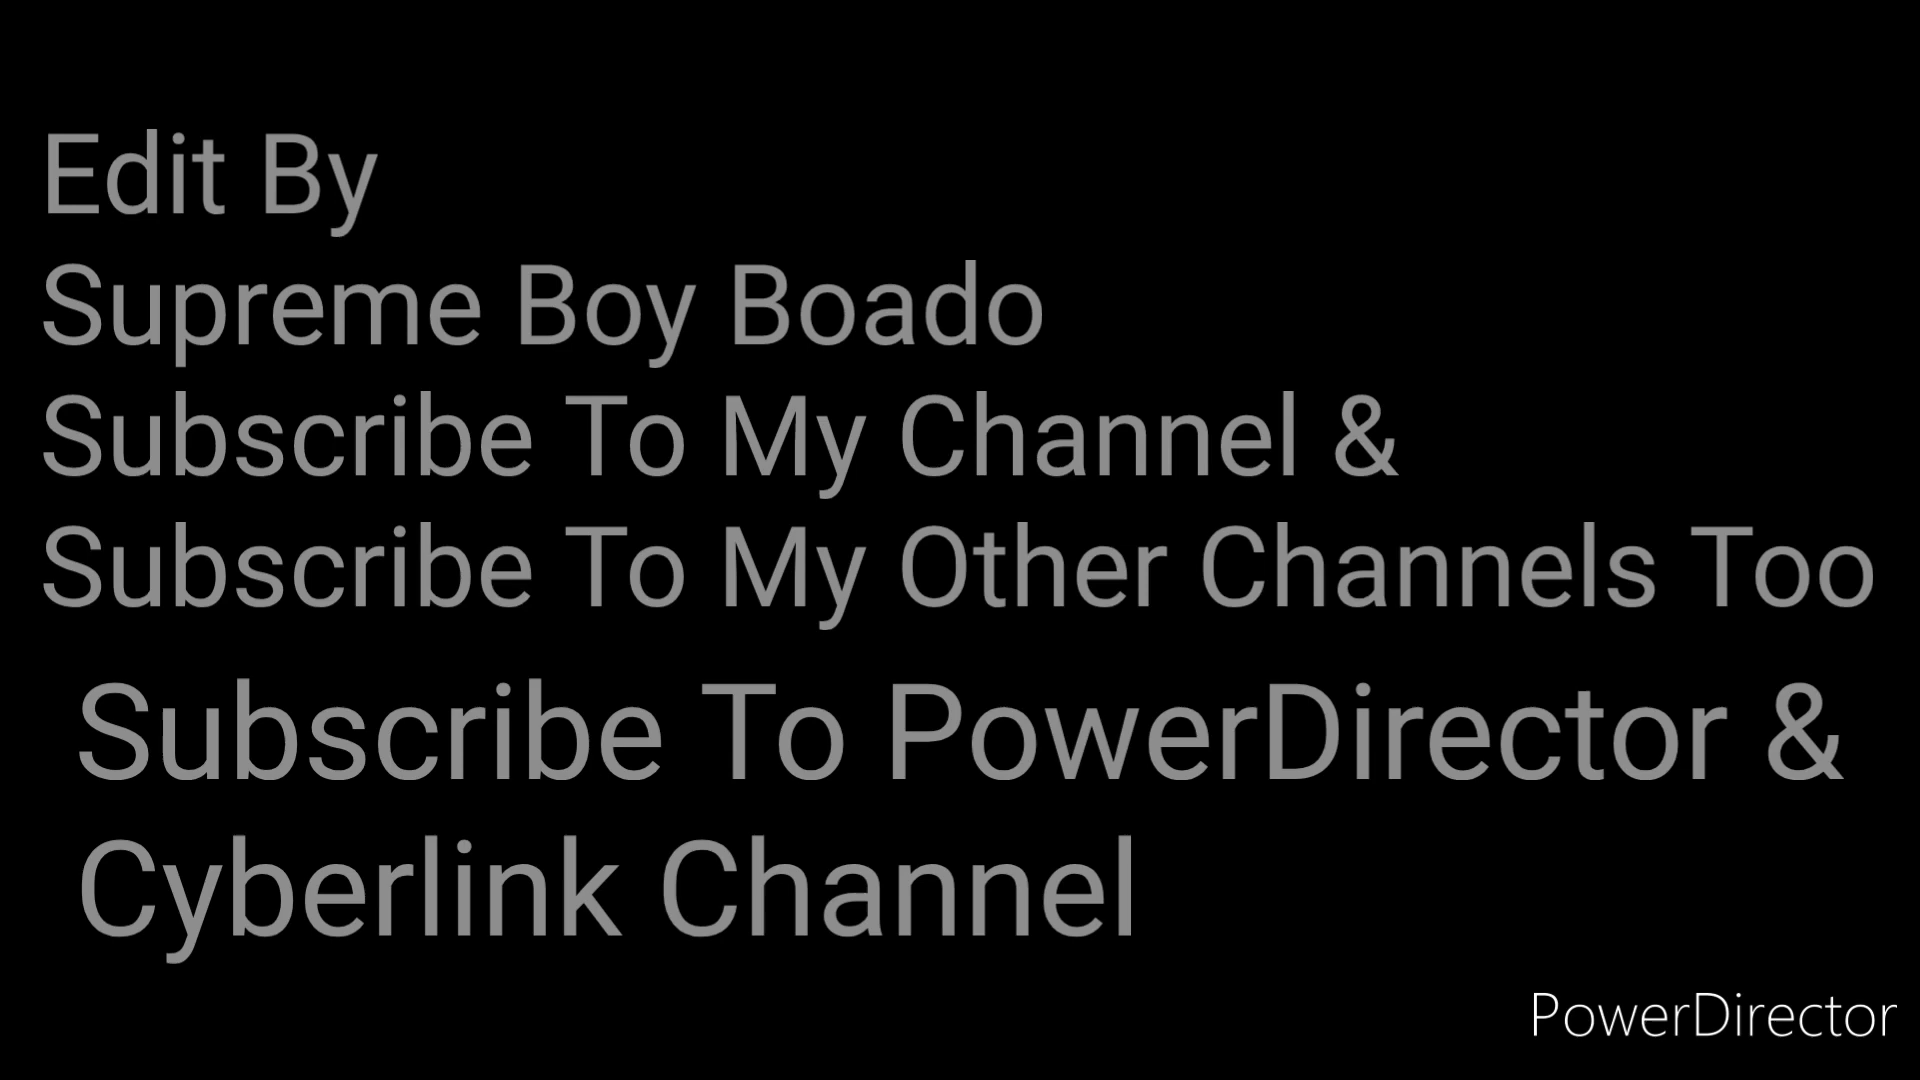 Edit By
Supreme Boy Boado
Subscribe To My Channel &
Subscribe To My Other Channels Too
Subscribe To PowerDirector &
Cyberlink Channel
PowerDirector